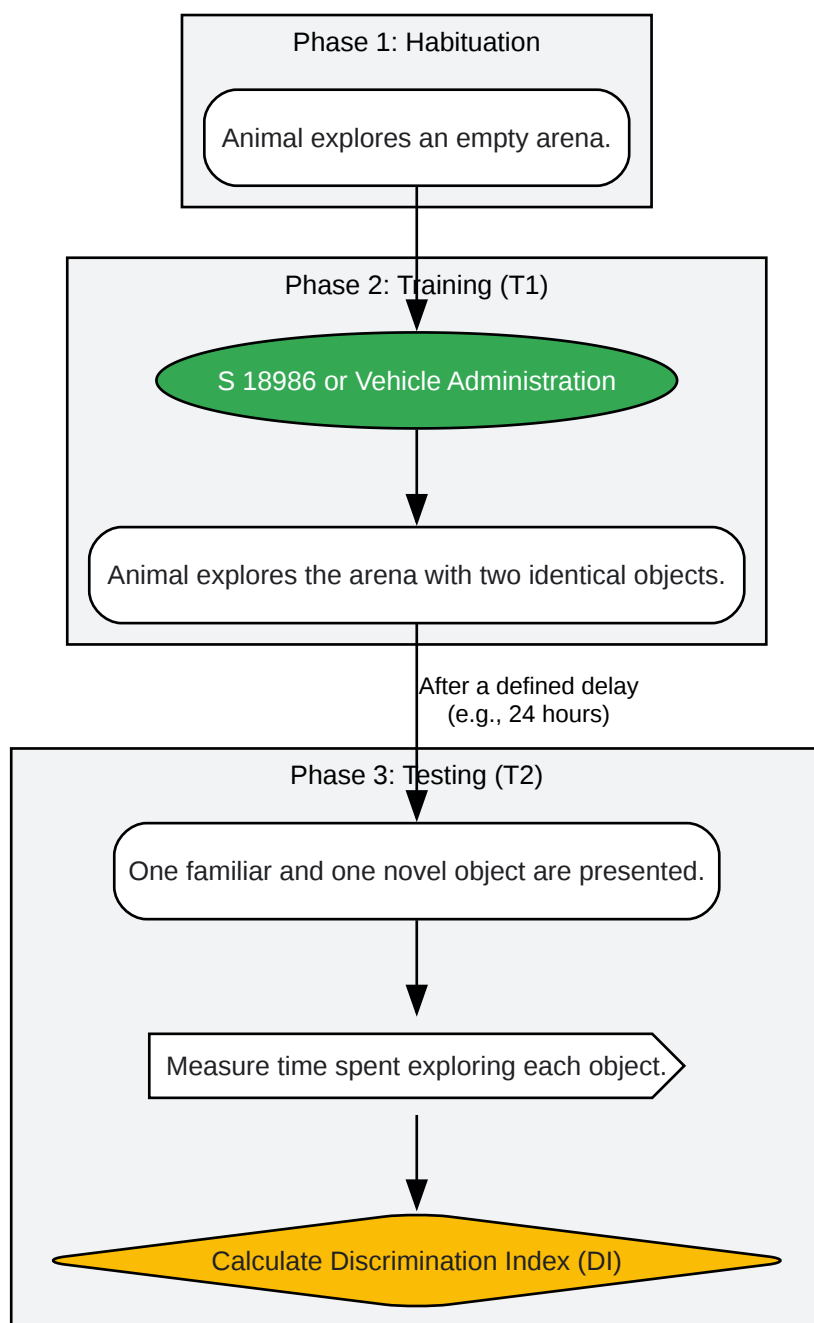 Phase 1: Habituation
Animal explores an empty arena.
Phase 2: Training (T1)
S 18986 or Vehicle Administration
Animal explores the arena with two identical objects.
After a defined delay
(e.g., 24 hours)
Phase 3: Testing (T2)
One familiar and one novel object are presented.
Measure time spent exploring each object.
Calculate Discrimination Index (DI)